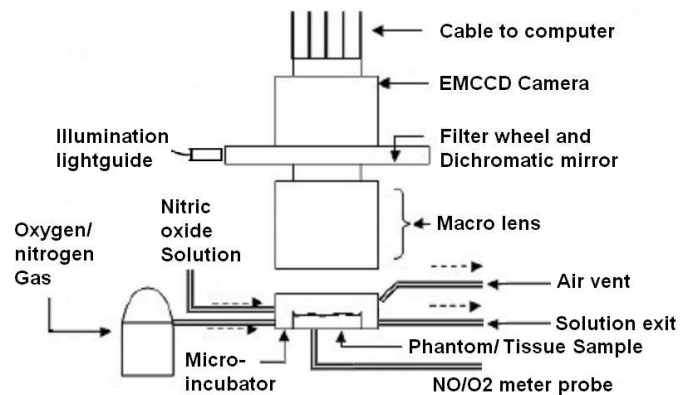 Cable to computer
EMCCD Camera
Illumination
lightguide
Filter wheel and
Dichromatic mirror
Macro lens
Nitric
oxide
Solution
Oxygen/
nitrogen
Gas
Air vent
Solution exit
Phantom/ Tissue Sample
Micro-
incubator
NO/O2 meter probe